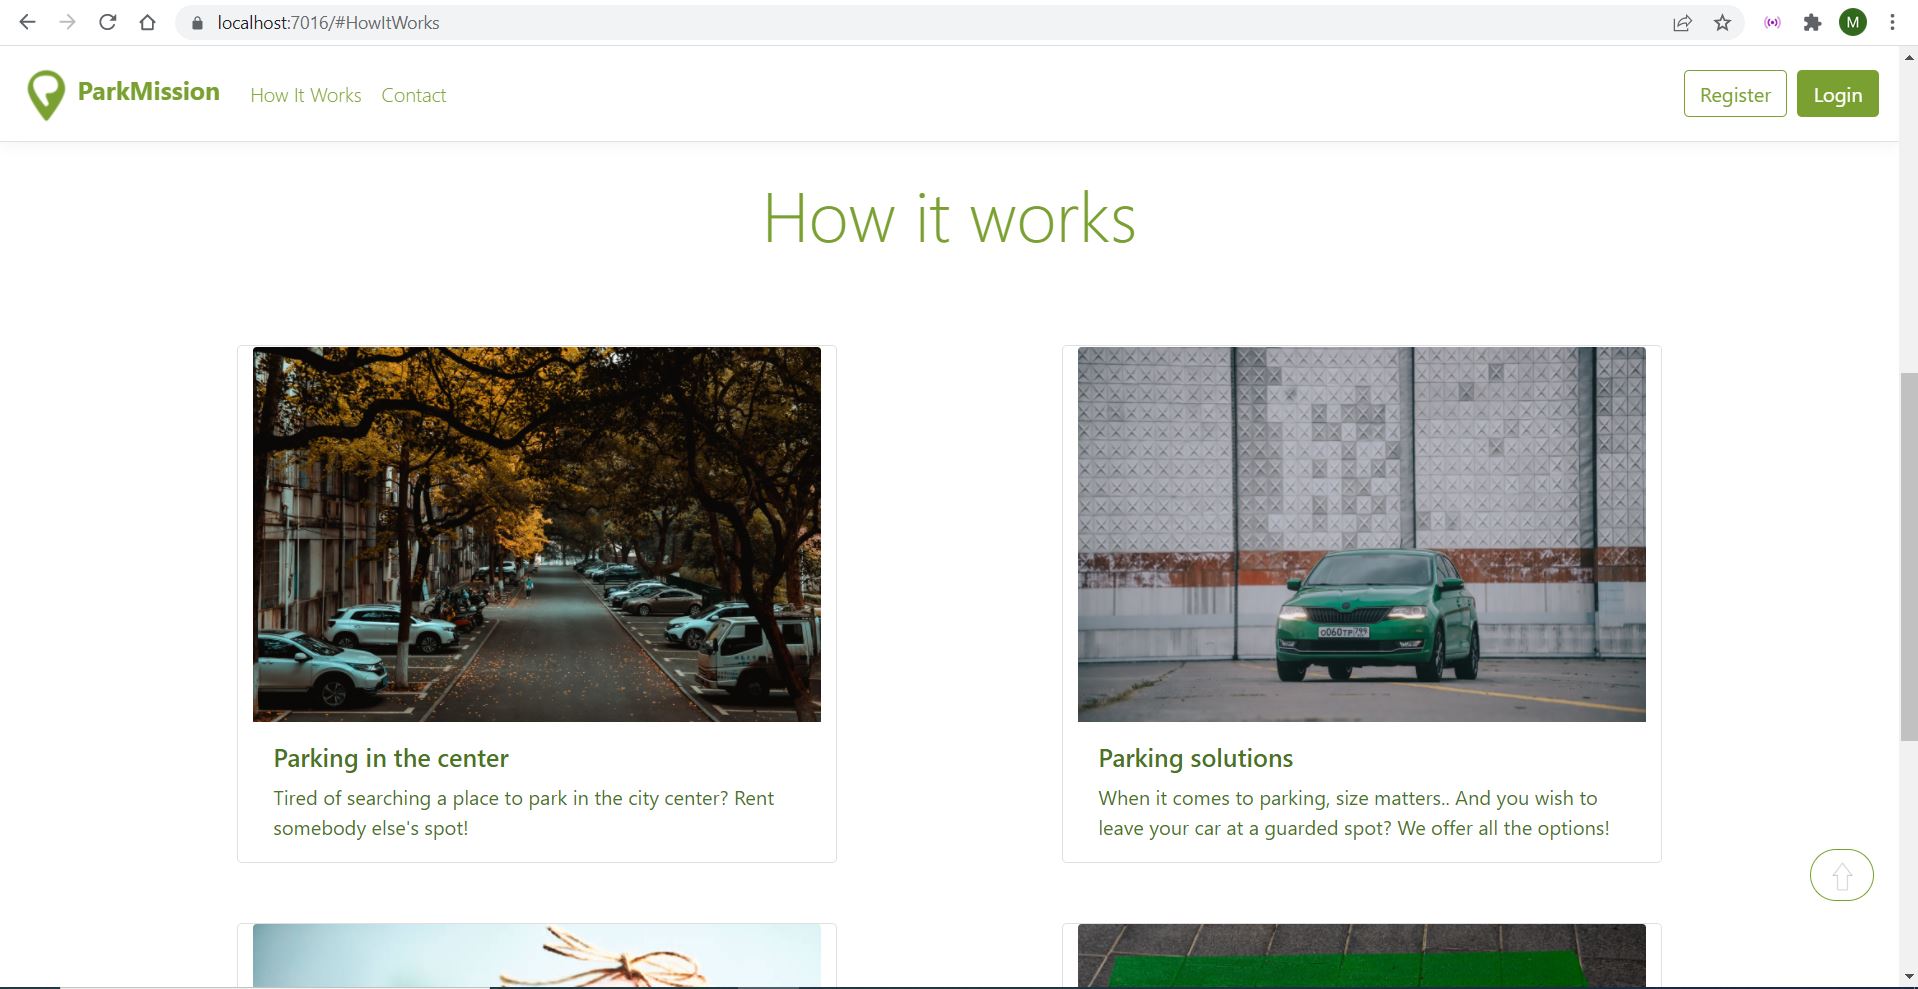 localhost:7016/#HowItWorks
M
ParkMission
How It Works
Contact
Register
Login
How it works
о060тр 799
Parking in the center
Tired of searching a place to park in the city center? Rent
somebody else's spot!
Parking solutions
When it comes to parking, size matters.. And you wish to
leave your car at a guarded spot? We offer all the options!